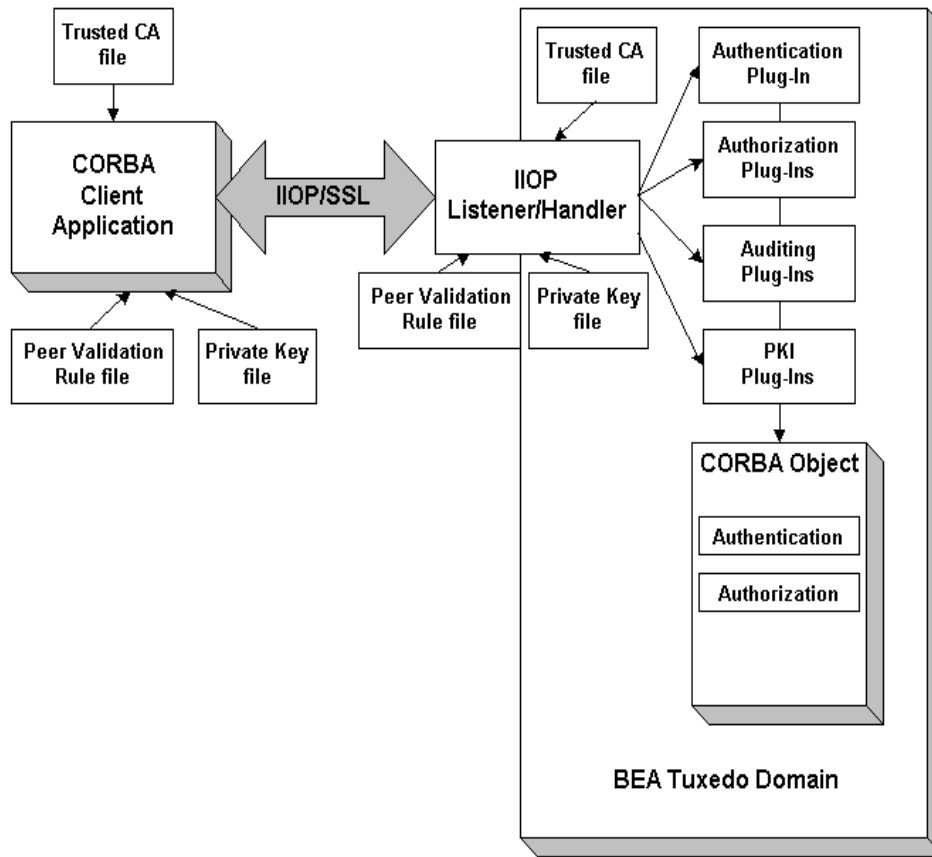 Trusted CA
file
CORBA
Client
Application
IIOP/SSL
Peer Validation
Rule file
Private Key
file
Trusted CA
file
IIOP
Listener/Handler
Peer Validation
Rule file
Private Key
file
Authentication
Plug-In
Authorization
Plug-Ins
Auditing
Plug-Ins
PKI
Plug-Ins
CORBA Object
Authentication
Authorization
BEA Tuxedo Domain